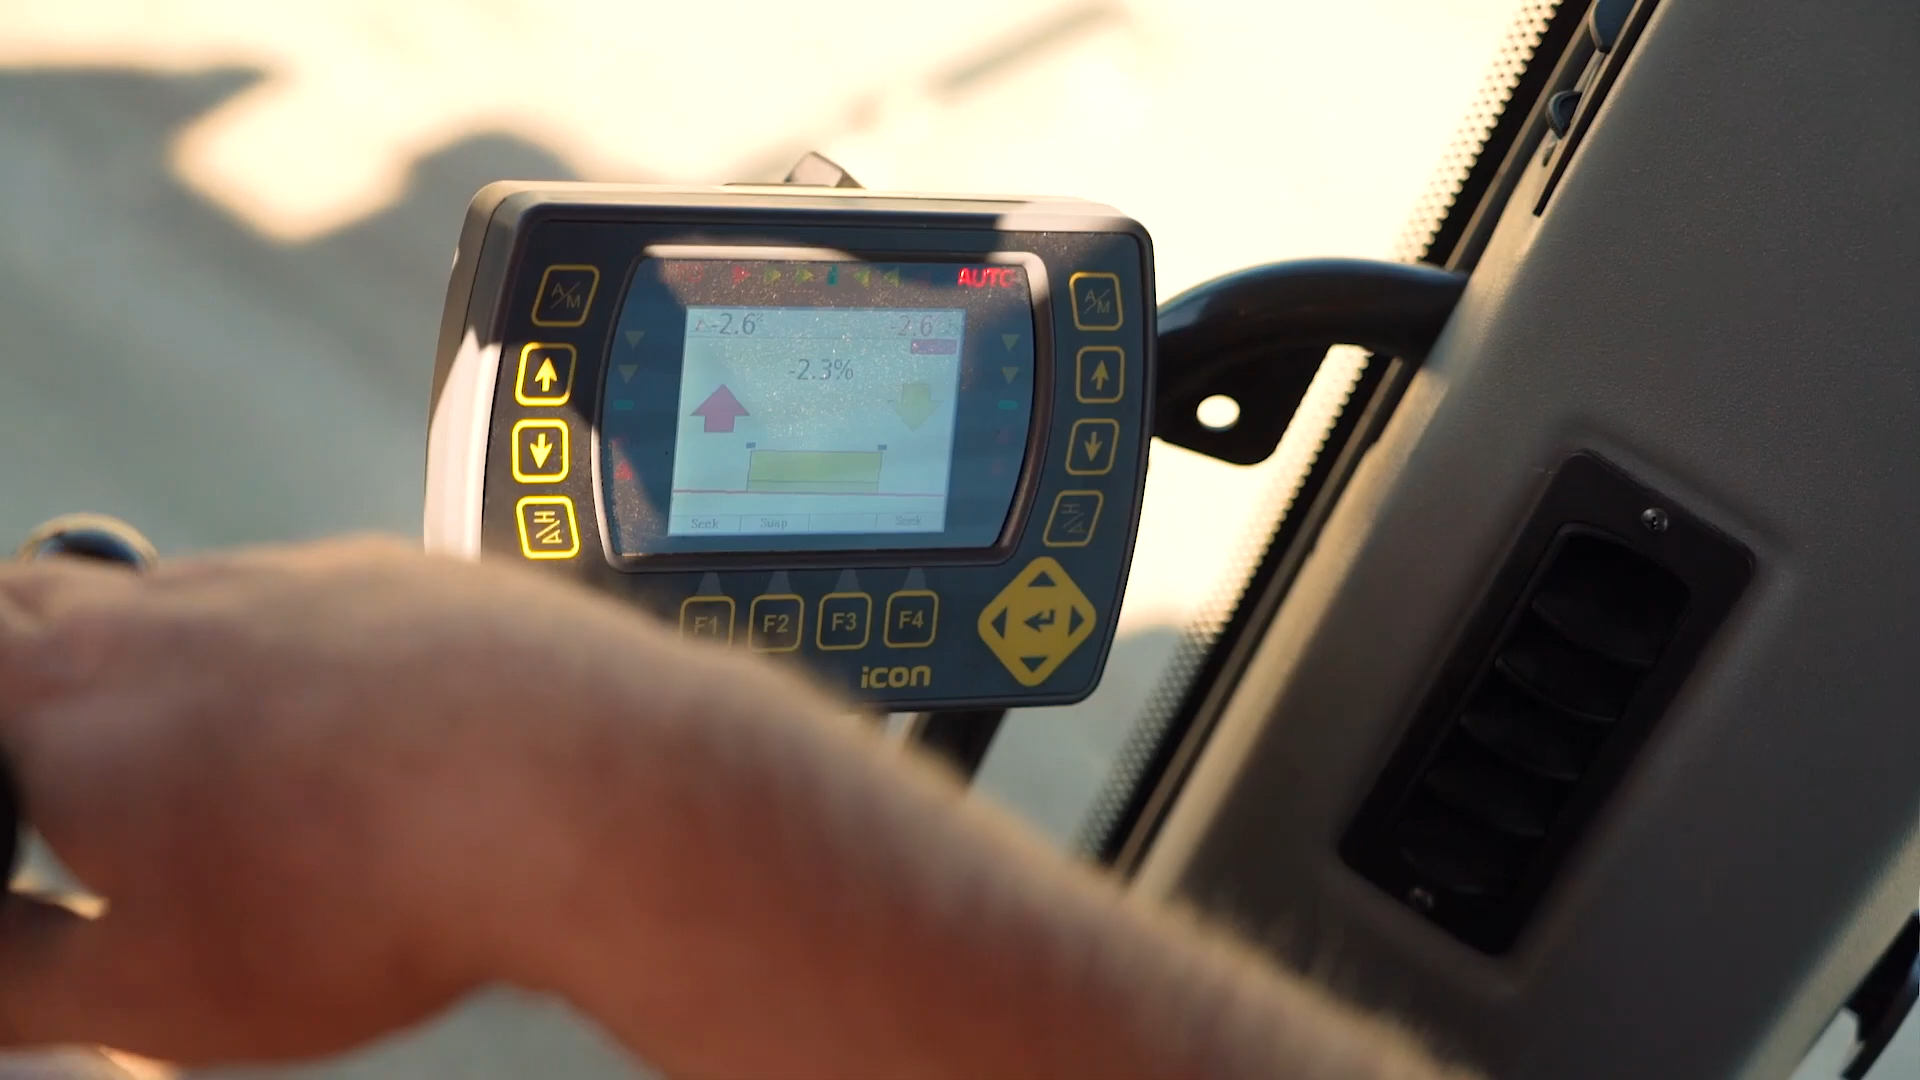 AUTO
-2.6 -2.6
-2.3%
Seek Swap Seek
A/M A/M
A/H A/H
F1 F2 F3 F4
iCON